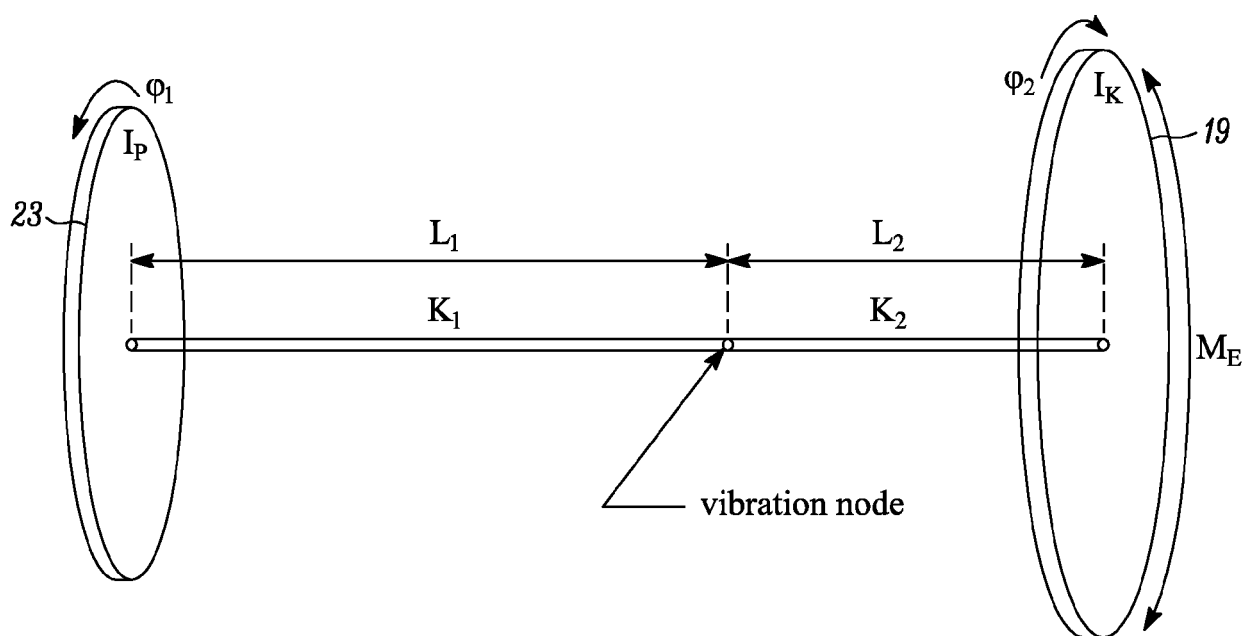 φ₁
φ₂
I_P
I_K
19
23
L₁
L₂
K₁
K₂
M_E
vibration node